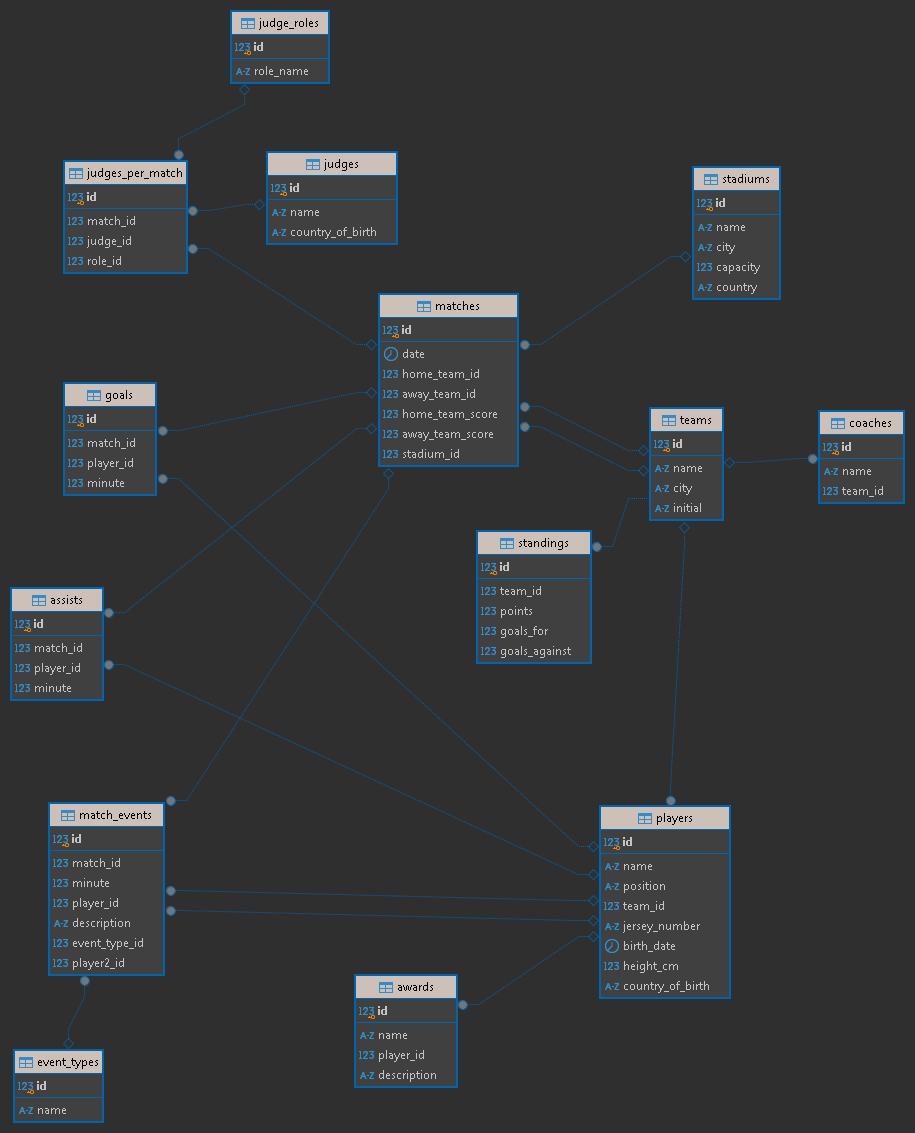 judge_roles
123 id
A-Z role_name
judges_per_match
123 id
123 match_id
123 judge_id
123 role_id
judges
123 id
A-Z name
A-Z country_of_birth
stadiums
123 id
A-Z name
A-Z city
123 capacity
A-Z country
matches
123 id
date
123 home_team_id
123 away_team_id
123 home_team_score
123 away_team_score
123 stadium_id
goals
123 id
123 match_id
123 player_id
123 minute
teams
123 id
A-Z name
A-Z city
A-Z initial
coaches
123 id
A-Z name
123 team_id
standings
123 id
123 team_id
123 points
123 goals_for
123 goals_against
assists
123 id
123 match_id
123 player_id
123 minute
match_events
123 id
123 match_id
123 minute
123 player_id
A-Z description
123 event_type_id
123 player2_id
players
123 id
A-Z name
A-Z position
123 team_id
A-Z jersey_number
birth_date
123 height_cm
A-Z country_of_birth
awards
123 id
A-Z name
123 player_id
A-Z description
event_types
123 id
A-Z name